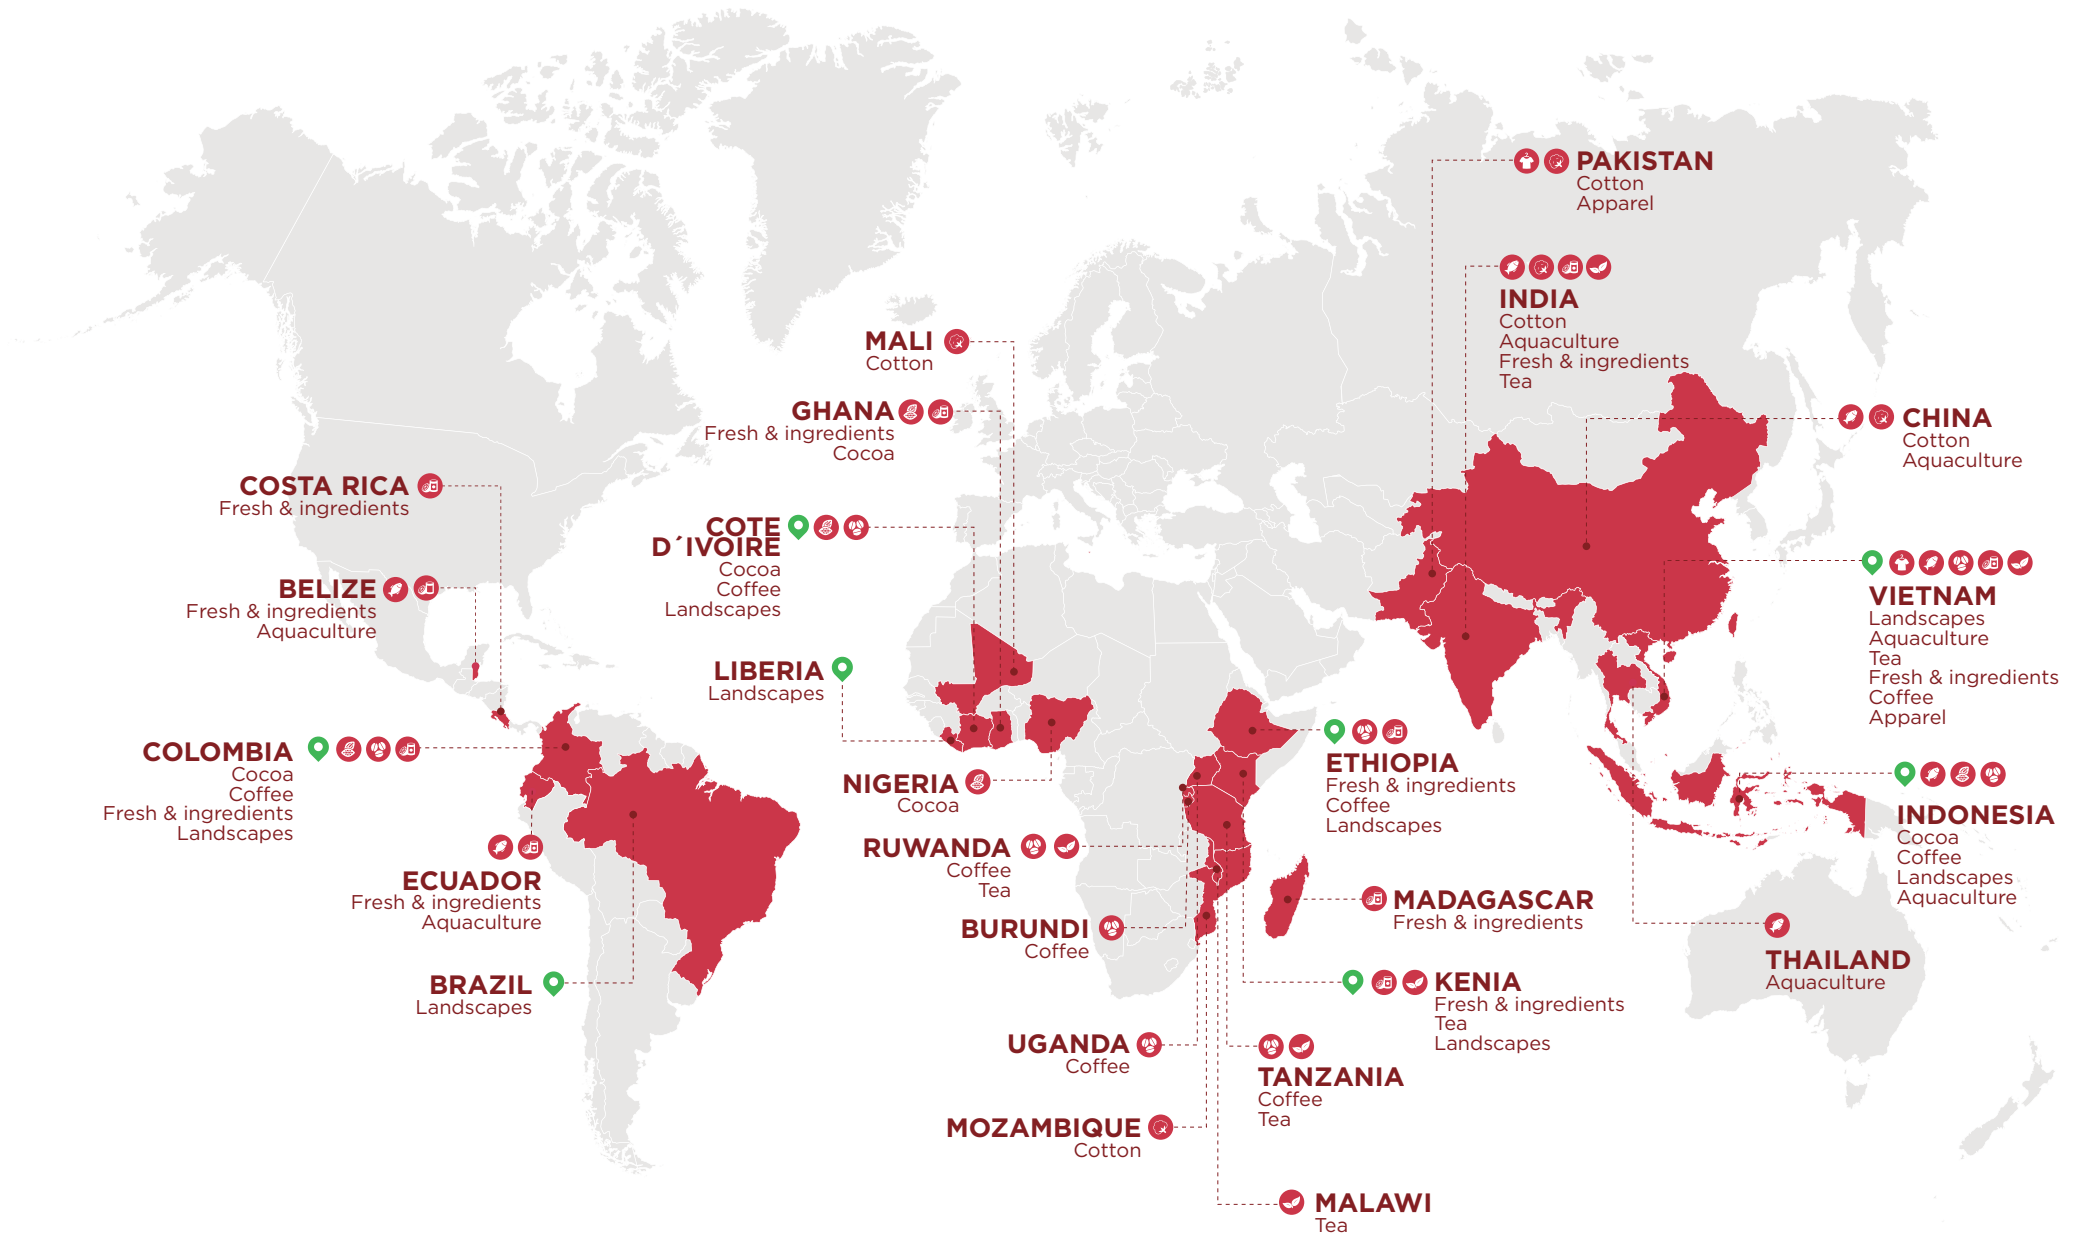 PAKISTAN
Cotton
Apparel
INDIA
Cotton
Aquaculture
Fresh & ingredients
Tea
MALI
Cotton
GHANA
Fresh & ingredients
Cocoa
CHINA
Cotton
Aquaculture
COSTA RICA
Fresh & ingredients
COTE
D´IVOIRE
Cocoa
Coffee
Landscapes
BELIZE
Fresh & ingredients
Aquaculture
VIETNAM
Landscapes
Aquaculture
Tea
Fresh & ingredients
Coffee
Apparel
LIBERIA
Landscapes
COLOMBIA
Cocoa
Coffee
Fresh & ingredients
Landscapes
NIGERIA
Cocoa
ETHIOPIA
Fresh & ingredients
Coffee
Landscapes
INDONESIA
Cocoa
Coffee
Landscapes
Aquaculture
RUWANDA
Coffee
Tea
ECUADOR
Fresh & ingredients
Aquaculture
MADAGASCAR
Fresh & ingredients
BURUNDI
Coffee
THAILAND
Aquaculture
BRAZIL
Landscapes
KENIA
Fresh & ingredients
Tea
Landscapes
UGANDA
Coffee
TANZANIA
Coffee
Tea
MOZAMBIQUE
Cotton
MALAWI
Tea